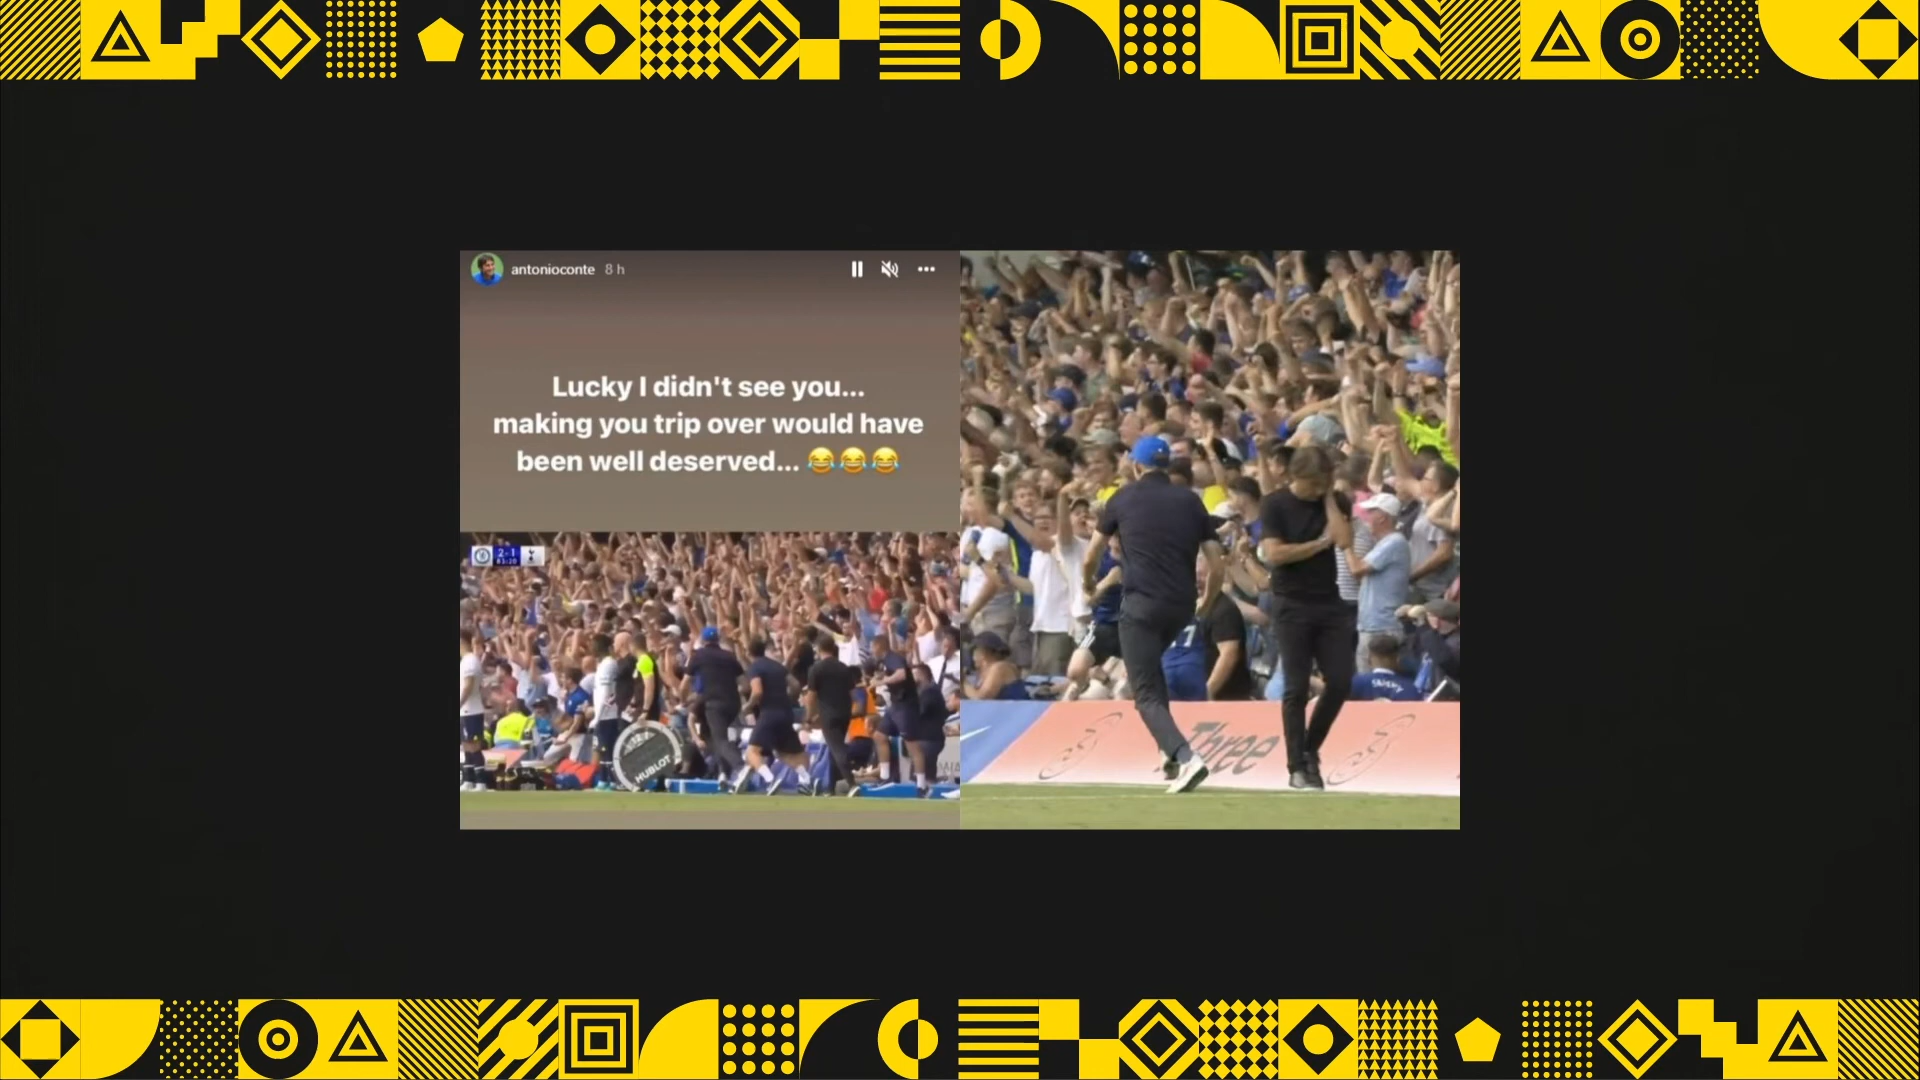 antonioconte 8 h
Lucky I didn't see you...
making you trip over would have
been well deserved... 😂😂😂
2-1
HUBLOT
Three